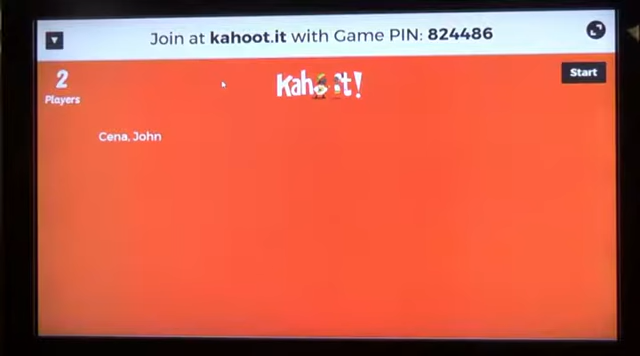 Join at kahoot.it with Game PIN: 824486
2
Players
Kahoot!
Start
Cena, John